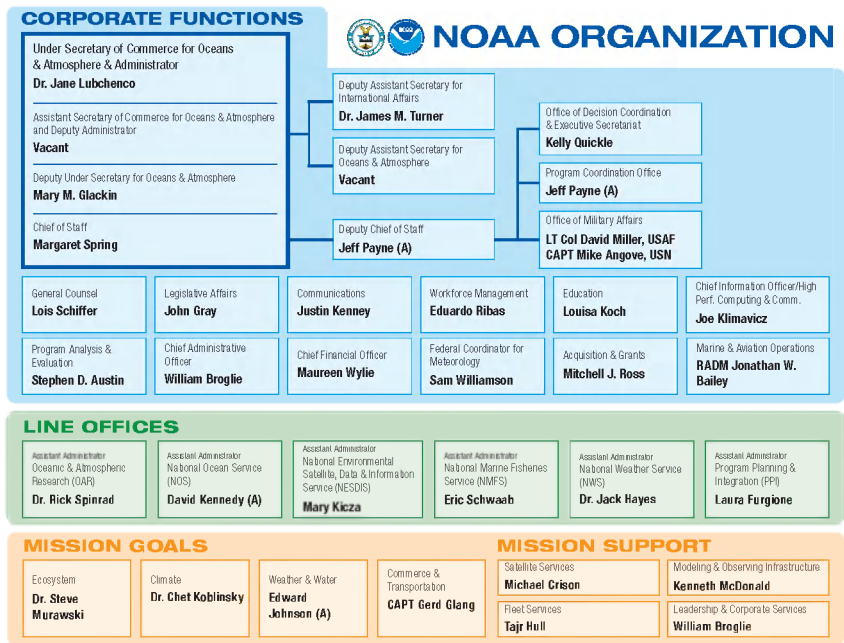 CORPORATE FUNCTIONS
NOAA ORGANIZATION
Under Secretary of Commerce for Oceans
& Atmosphere & Administrator
Dr. Jane Lubchenco
Assistant Secretary of Commerce for Oceans & Atmosphere
and Deputy Administrator
Vacant
Deputy Under Secretary for Oceans & Atmosphere
Mary M. Glackin
Chief of Staff
Margaret Spring
Deputy Assistant Secretary for
International Affairs
Dr. James M. Turner
Deputy Assistant Secretary for
Oceans & Atmosphere
Vacant
Deputy Chief of Staff
Jeff Payne (A)
Office of Decision Coordination
& Executive Secretariat
Kelly Quickle
Program Coordination Office
Jeff Payne (A)
Office of Military Affairs
LT Col David Miller, USAF
CAPT Mike Angove, USN
General Counsel
Lois Schiffer
Legislative Affairs
John Gray
Communications
Justin Kenney
Workforce Management
Eduardo Ribas
Education
Louisa Koch
Chief Information Officer/High
Perf. Computing & Comm.
Joe Klimavicz
Program Analysis &
Evaluation
Stephen D. Austin
Chief Administrative
Officer
William Broglie
Chief Financial Officer
Maureen Wylie
Federal Coordinator for
Meteorology
Sam Williamson
Acquisition & Grants
Mitchell J. Ross
Marine & Aviation Operations
RADM Jonathan W.
Bailey
LINE OFFICES
Assistant Administrator
Oceanic & Atmospheric
Research (OAR)
Dr. Rick Spinrad
Assistant Administrator
National Ocean Service
(NOS)
David Kennedy (A)
Assistant Administrator
National Environmental
Satellite, Data & Information
Service (NESDIS)
Mary Kicza
Assistant Administrator
National Marine Fisheries
Service (NMFS)
Eric Schwaab
Assistant Administrator
National Weather Service
(NWS)
Dr. Jack Hayes
Assistant Administrator
Program Planning &
Integration (PPI)
Laura Furgione
MISSION GOALS
Ecosystem
Dr. Steve
Murawski
Climate
Dr. Chet Koblinsky
Weather & Water
Edward
Johnson (A)
Commerce &
Transportation
CAPT Gerd Glang
MISSION SUPPORT
Satellite Services
Michael Crison
Modeling & Observing Infrastructure
Kenneth McDonald
Fleet Services
Tajr Hull
Leadership & Corporate Services
William Broglie